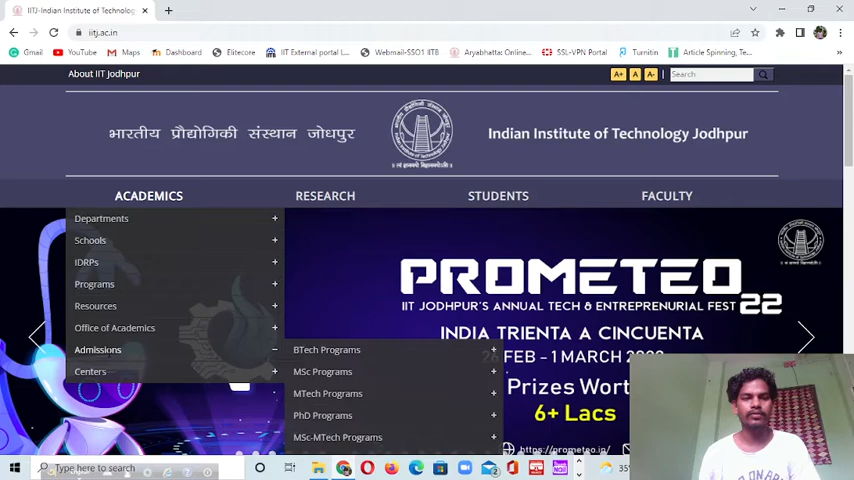 IITJ-Indian Institute of Technolog
iitj.ac.in
Gmail
YouTube
Maps
Dashboard
Elitecore
IIT External portal L...
Webmail-SSO1 IITB
Aryabhatta: Online...
SSL-VPN Portal
Turnitin
Article Spinning, Te...
About IIT Jodhpur
A+ A A- | Search
भारतीय प्रौद्योगिकी संस्थान जोधपुर
Indian Institute of Technology Jodhpur
ACADEMICS
RESEARCH
STUDENTS
FACULTY
Departments +
Schools +
IDRPs +
Programs +
Resources +
Office of Academics +
Admissions −
Centers +
BTech Programs +
MSc Programs +
MTech Programs +
PhD Programs +
MSc-MTech Programs +
PROMETEO 22
IIT JODHPUR'S ANNUAL TECH & ENTREPRENURIAL FEST
INDIA TRIENTA A CINCUENTA
26 FEB - 1 MARCH
Prizes Wort
6+ Lacs
https://prometeo.in/
Type here to search
35°